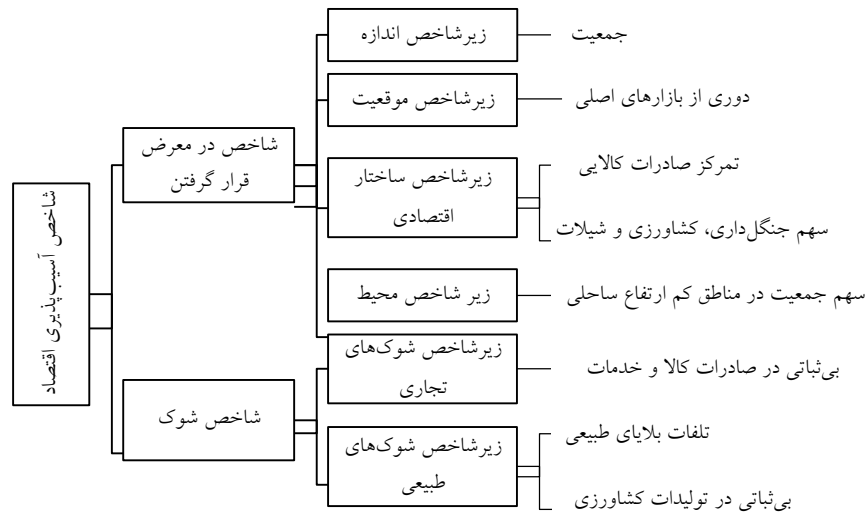 شاخص آسیب‌پذیری اقتصاد
شاخص در معرض
قرار گرفتن
زیرشاخص اندازه
جمعیت
زیرشاخص موقعیت
دوری از بازارهای اصلی
زیرشاخص ساختار
اقتصادی
تمرکز صادرات کالایی
سهم جنگل‌داری، کشاورزی و شیلات
زیر شاخص محیط
سهم جمعیت در مناطق کم ارتفاع ساحلی
شاخص شوک
زیرشاخص شوک‌های
تجاری
بی‌ثباتی در صادرات کالا و خدمات
زیرشاخص شوک‌های
طبیعی
تلفات بلایای طبیعی
بی‌ثباتی در تولیدات کشاورزی